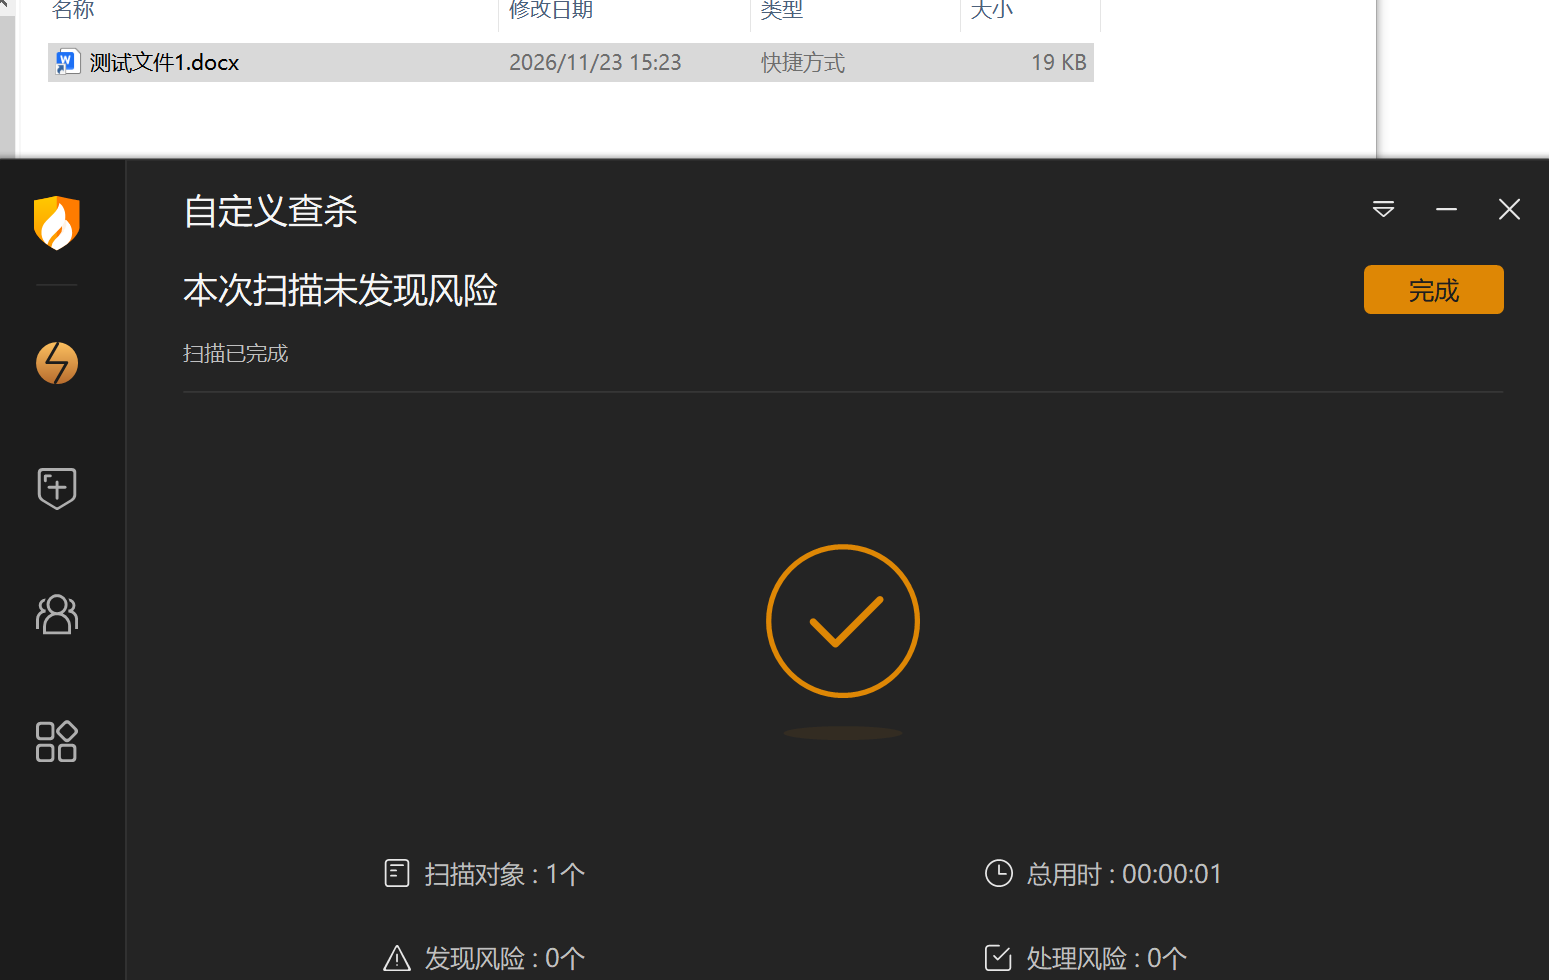 名称 修改日期 类型 大小
测试文件1.docx 2026/11/23 15:23 快捷方式 19 KB
自定义查杀
本次扫描未发现风险
完成
扫描已完成
扫描对象 : 1个 总用时 : 00:00:01
发现风险 : 0个 处理风险 : 0个